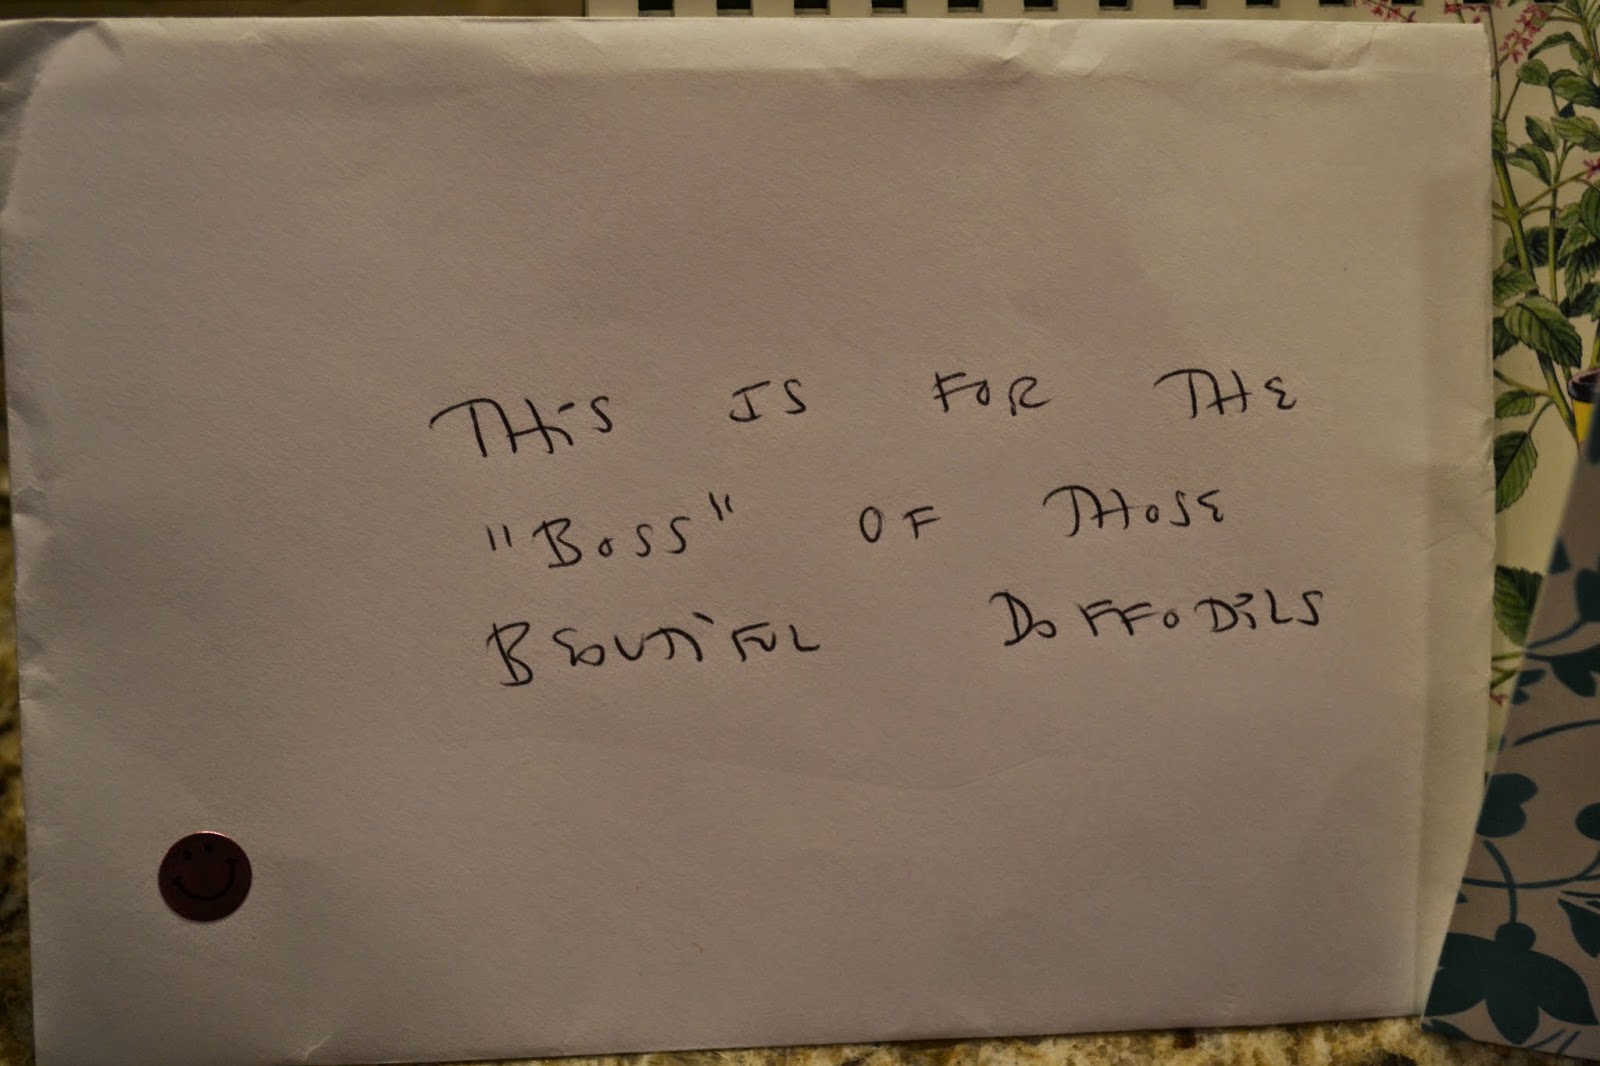 THiS IS FOR THE
"BOSS" OF THOSE
BEAUTiFUL DAFFODiLS